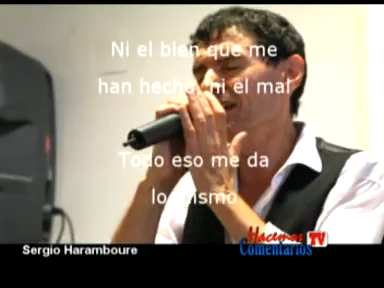 Ni el bien que me
han hecho, ni el mal
Todo eso me da
lo mismo
Sergio Haramboure
Hacemos TV
Comentarios